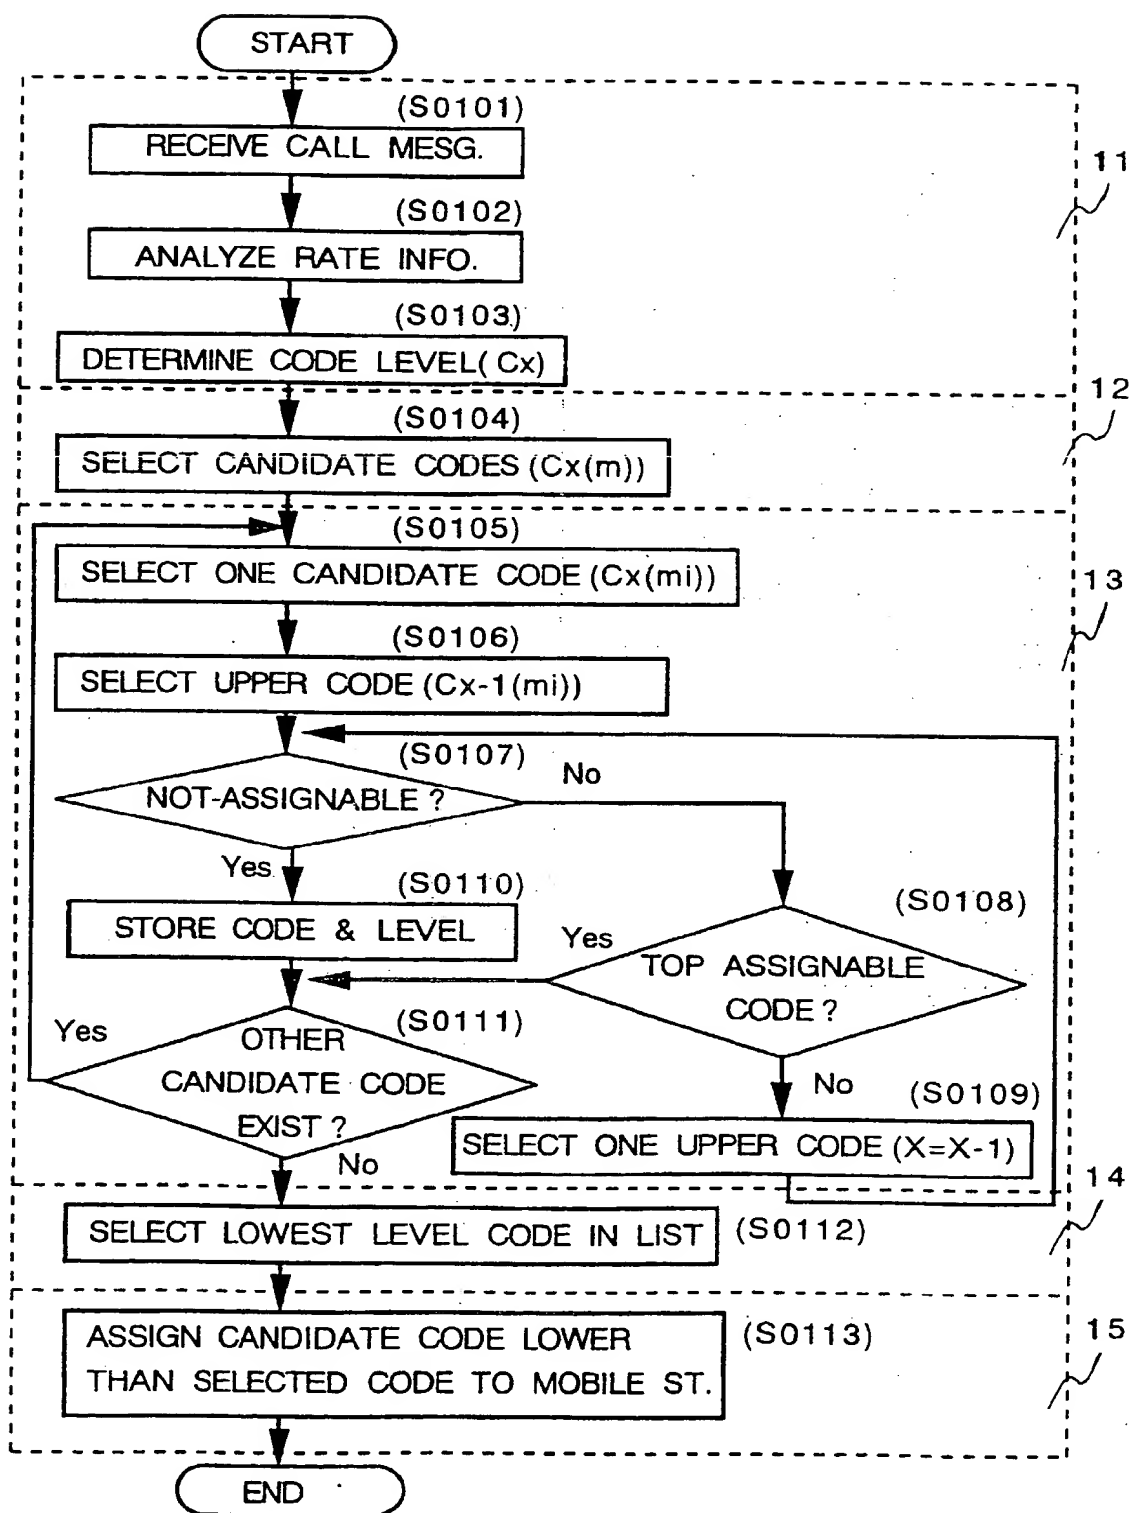 START
(S0101)
RECEIVE CALL MESG.
11
(S0102)
ANALYZE RATE INFO.
(S0103)
DETERMINE CODE LEVEL(Cx)
12
(S0104)
SELECT CANDIDATE CODES (Cx(m))
(S0105)
SELECT ONE CANDIDATE CODE (Cx(mi))
13
(S0106)
SELECT UPPER CODE (Cx-1(mi))
(S0107)
NOT-ASSIGNABLE ?
No
Yes
(S0110)
STORE CODE & LEVEL
(S0108)
Yes
TOP ASSIGNABLE
CODE ?
(S0111)
Yes
OTHER
CANDIDATE CODE
EXIST ?
No
No
(S0109)
SELECT ONE UPPER CODE (X=X-1)
14
SELECT LOWEST LEVEL CODE IN LIST
(S0112)
15
ASSIGN CANDIDATE CODE LOWER
THAN SELECTED CODE TO MOBILE ST.
(S0113)
END